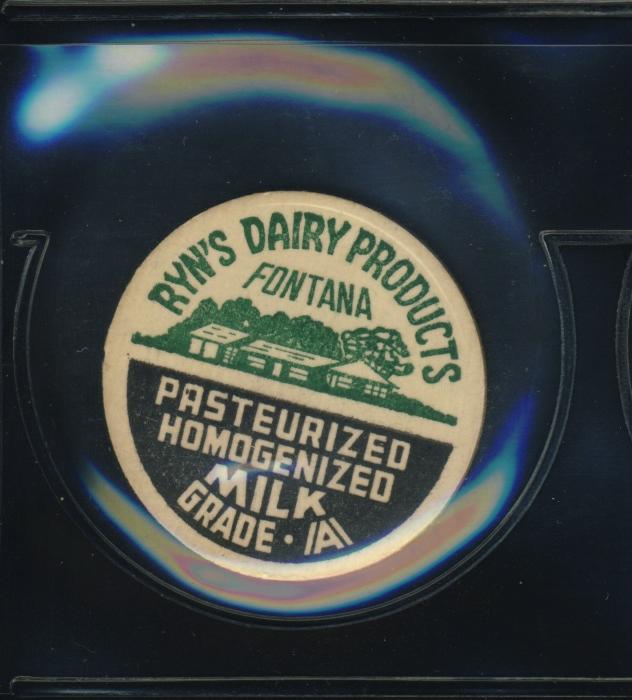 RYN'S DAIRY PRODUCTS
FONTANA
PASTEURIZED
HOMOGENIZED
MILK
GRADE · A